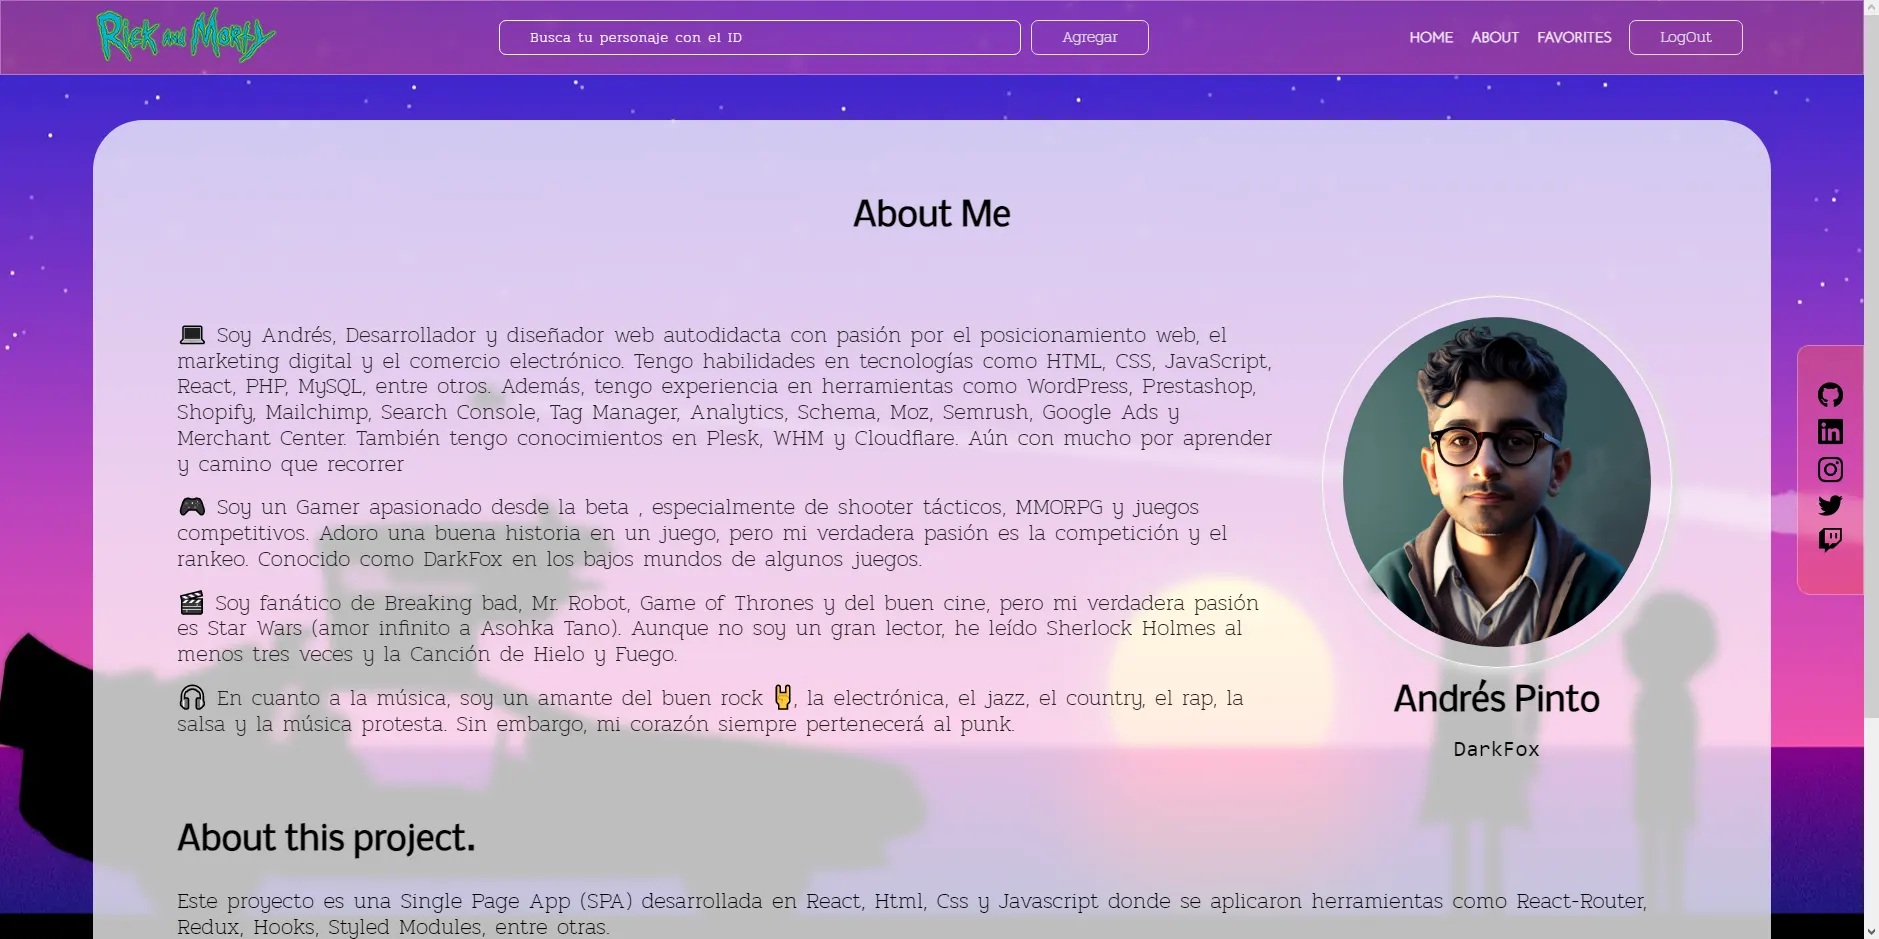 Rick and Morty
Busca tu personaje con el ID
Agregar
HOME ABOUT FAVORITES LogOut
About Me
Soy Andrés, Desarrollador y diseñador web autodidacta con pasión por el posicionamiento web, el
marketing digital y el comercio electrónico. Tengo habilidades en tecnologías como HTML, CSS, JavaScript,
React, PHP, MySQL, entre otros. Además, tengo experiencia en herramientas como WordPress, Prestashop,
Shopify, Mailchimp, Search Console, Tag Manager, Analytics, Schema, Moz, Semrush, Google Ads y
Merchant Center. También tengo conocimientos en Plesk, WHM y Cloudflare. Aún con mucho por aprender
y camino que recorrer
Soy un Gamer apasionado desde la beta , especialmente de shooter tácticos, MMORPG y juegos
competitivos. Adoro una buena historia en un juego, pero mi verdadera pasión es la competición y el
rankeo. Conocido como DarkFox en los bajos mundos de algunos juegos.
Soy fanático de Breaking bad, Mr. Robot, Game of Thrones y del buen cine, pero mi verdadera pasión
es Star Wars (amor infinito a Asohka Tano). Aunque no soy un gran lector, he leído Sherlock Holmes al
menos tres veces y la Canción de Hielo y Fuego.
En cuanto a la música, soy un amante del buen rock 🤘, la electrónica, el jazz, el country, el rap, la
salsa y la música protesta. Sin embargo, mi corazón siempre pertenecerá al punk.
Andrés Pinto
DarkFox
About this project.
Este proyecto es una Single Page App (SPA) desarrollada en React, Html, Css y Javascript donde se aplicaron herramientas como React-Router,
Redux, Hooks, Styled Modules, entre otras.